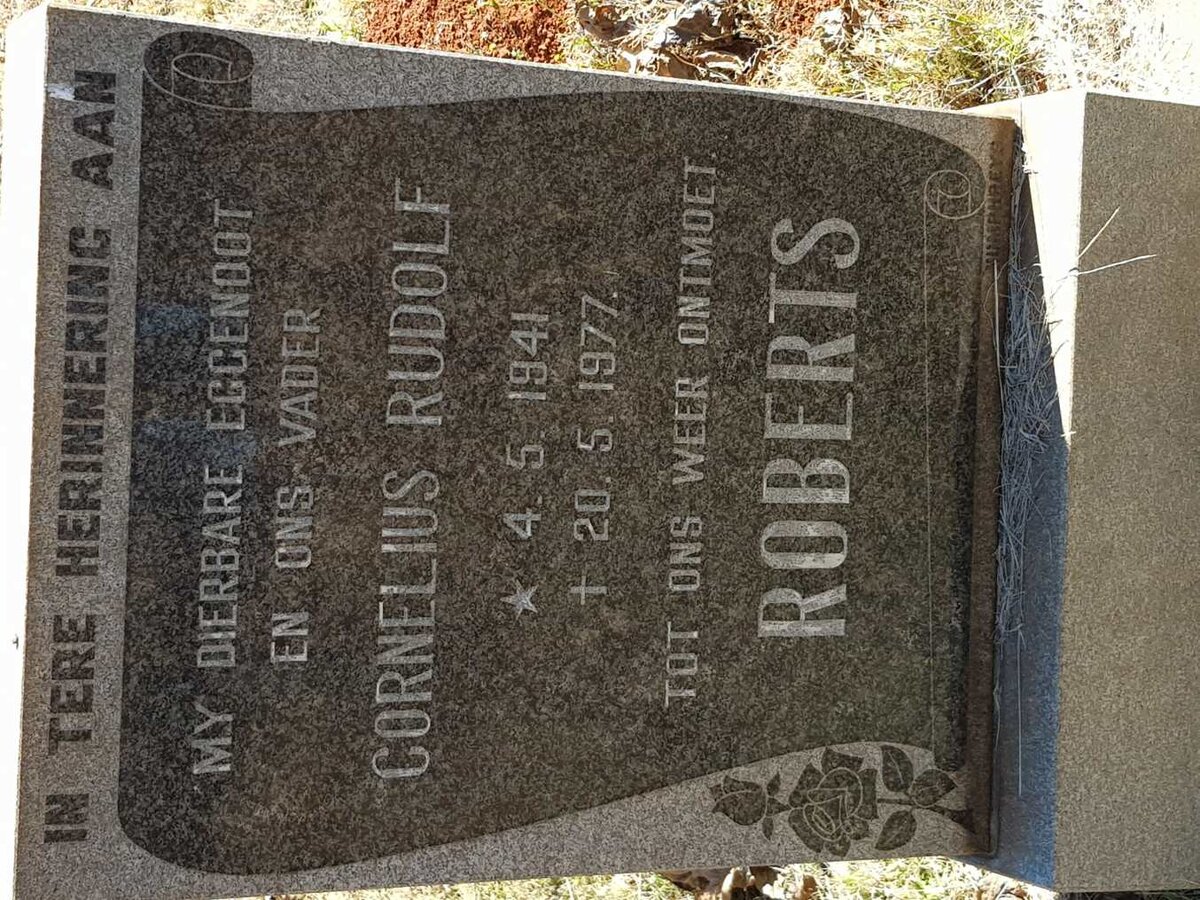 IN TERE HERINNERING AAN
MY DIERBARE EGGENOOT
EN ONS VADER
CORNELIUS RUDOLF
★ 4.5.1941
† 20.5.1977.
TOT ONS WEER ONTMOET.
ROBERTS